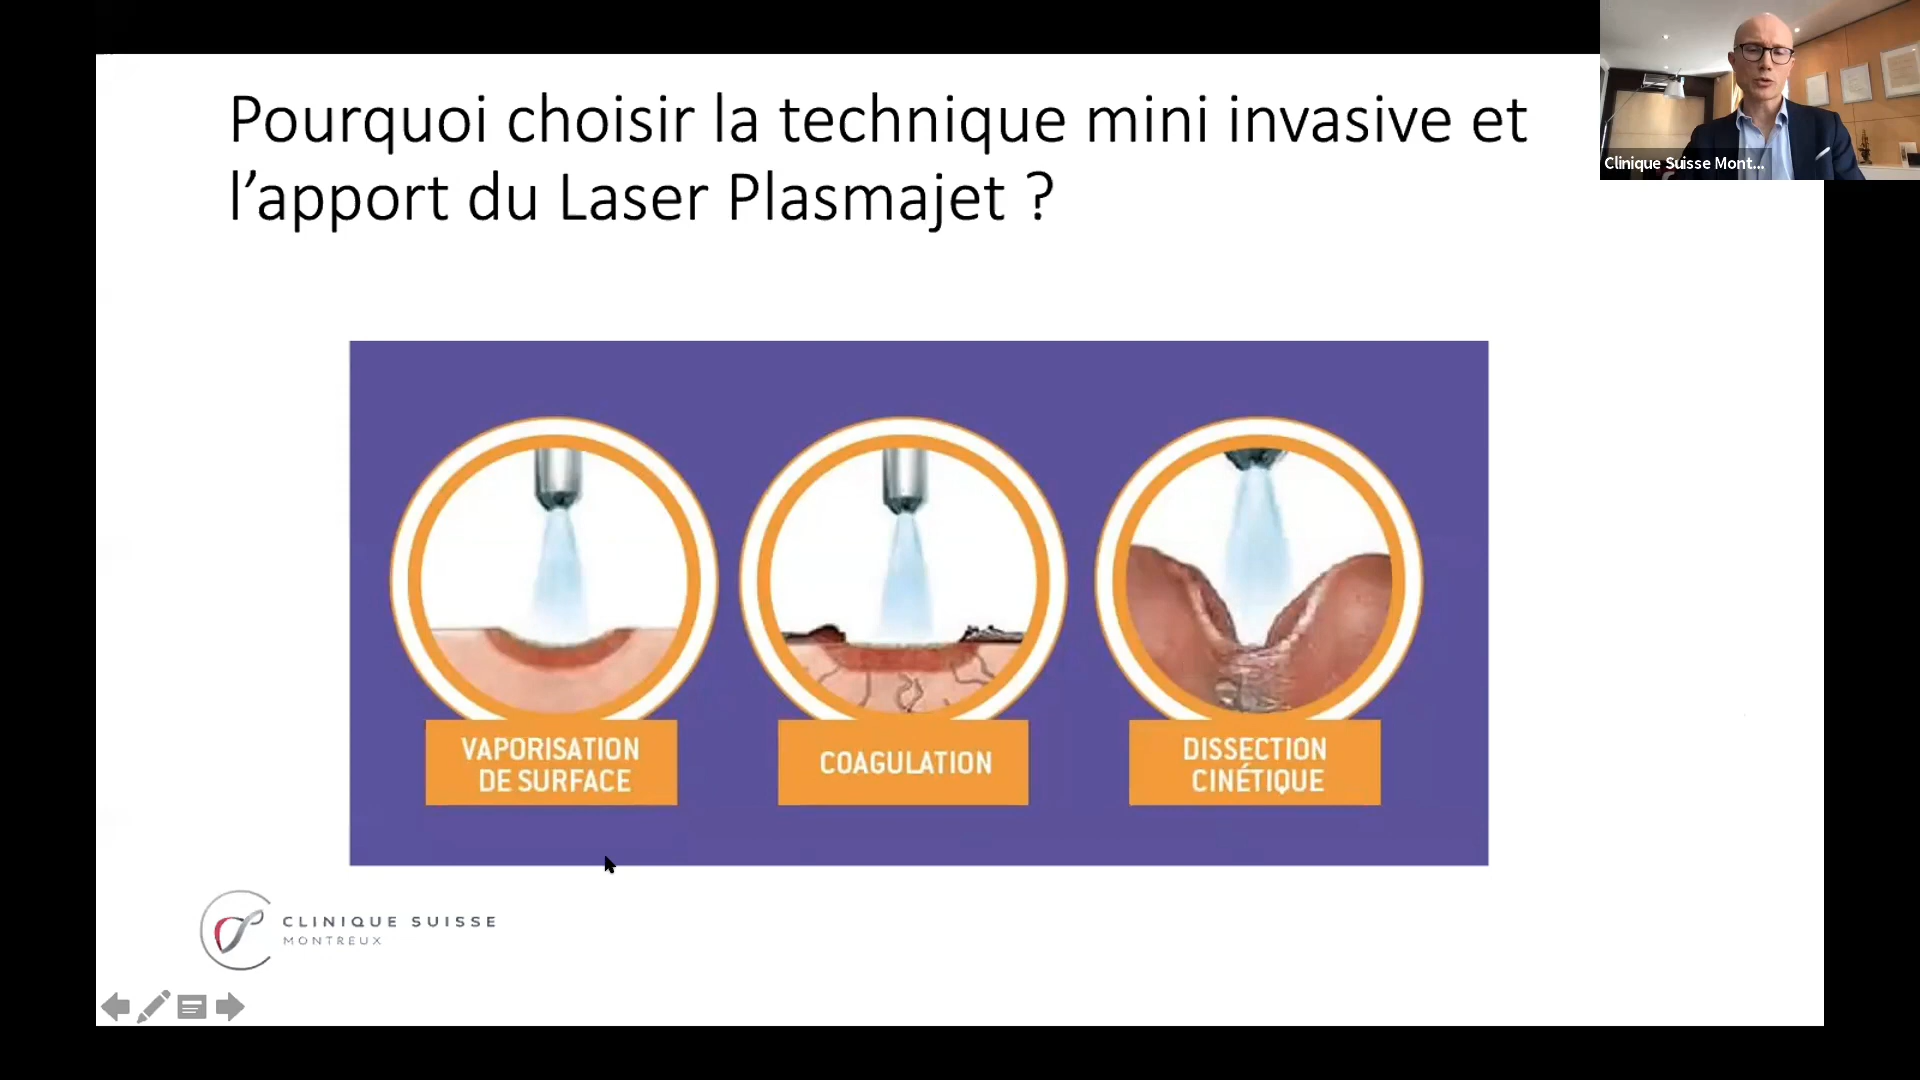 Pourquoi choisir la technique mini invasive et
l’apport du Laser Plasmajet ?
Clinique Suisse Mont...
VAPORISATION
DE SURFACE
COAGULATION
DISSECTION
CINÉTIQUE
CLINIQUE SUISSE
MONTREUX